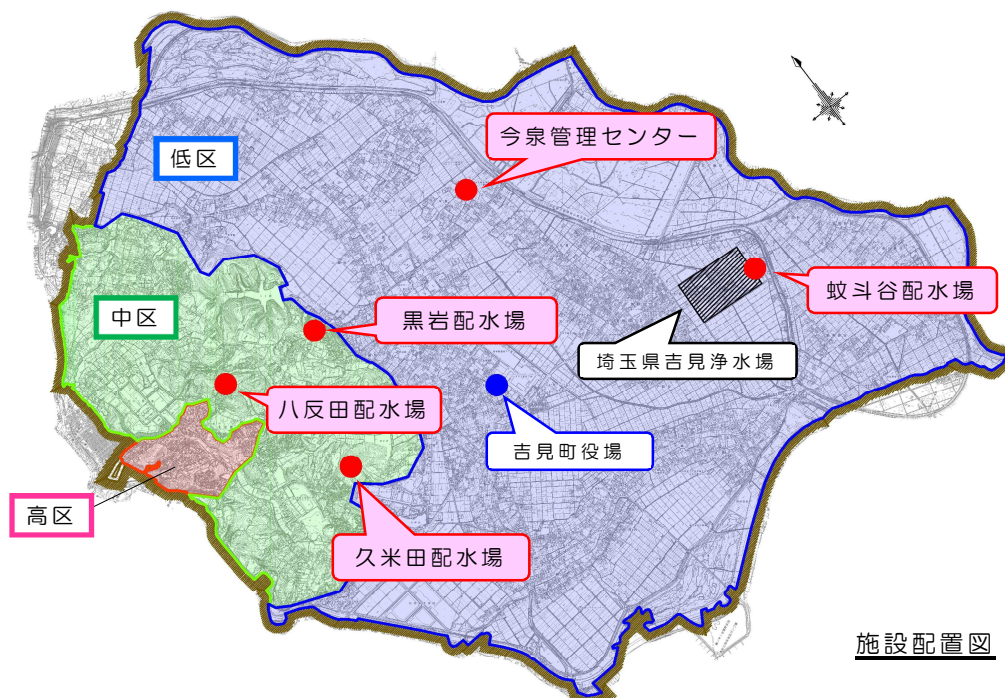 今泉管理センター
低区
蚊斗谷配水場
中区
黒岩配水場
埼玉県吉見浄水場
八反田配水場
吉見町役場
高区
久米田配水場
施設配置図